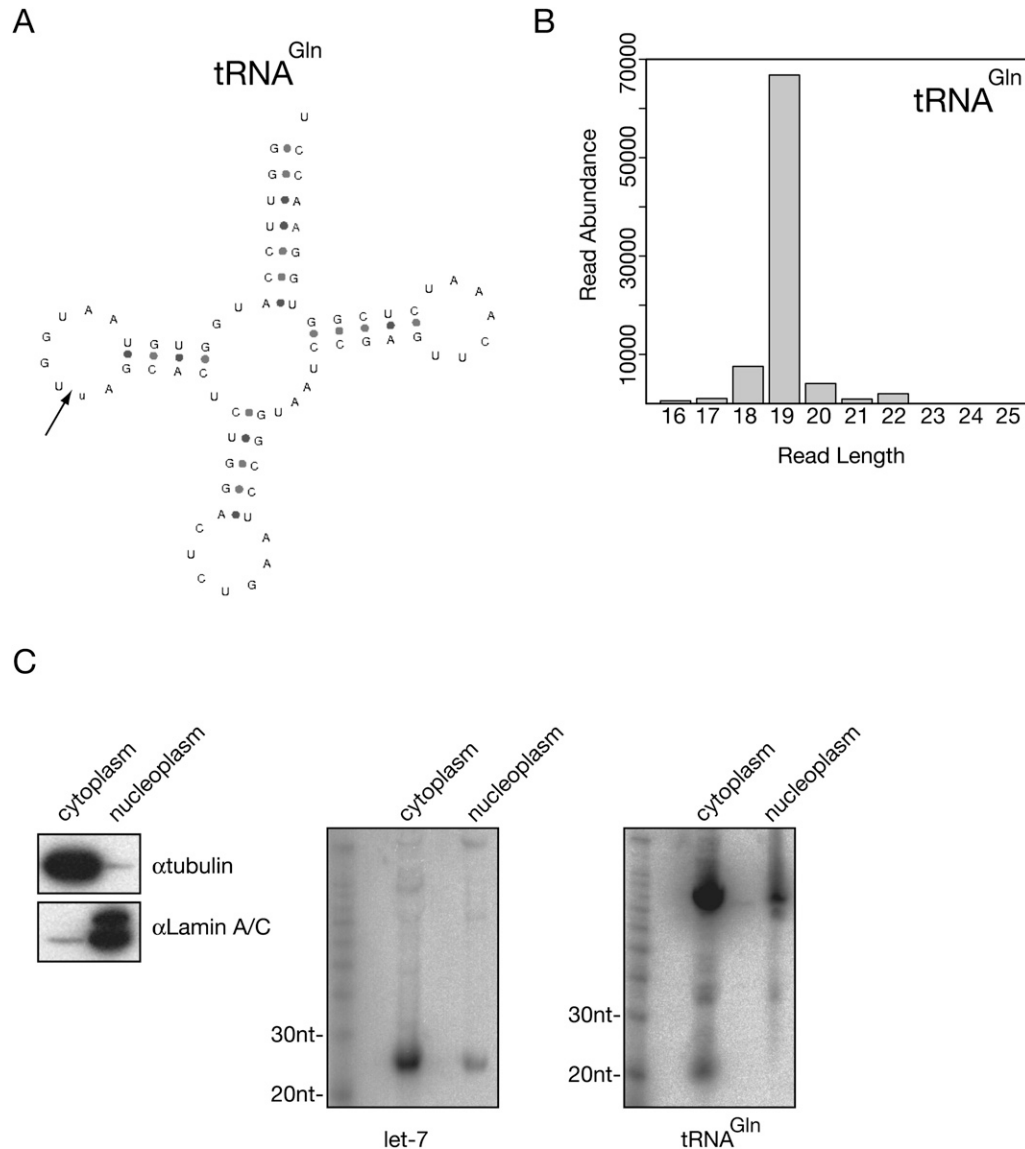 A
tRNA^Gln
U
G C
G C
U A
U A
C G
C G
A U
G U A A U G U G G U
G G U u A G C A C U
G G C U C U A A A C
U A A C C G A G U U
C G
U G
G C
G C
A U
C A
U A
C G
U
B
tRNA^Gln
Read Abundance
70000
50000
30000
10000
16 17 18 19 20 21 22 23 24 25
Read Length
C
cytoplasm nucleoplasm
αtubulin
αLamin A/C
cytoplasm nucleoplasm
30nt-
20nt-
let-7
cytoplasm nucleoplasm
30nt-
20nt-
tRNA^Gln